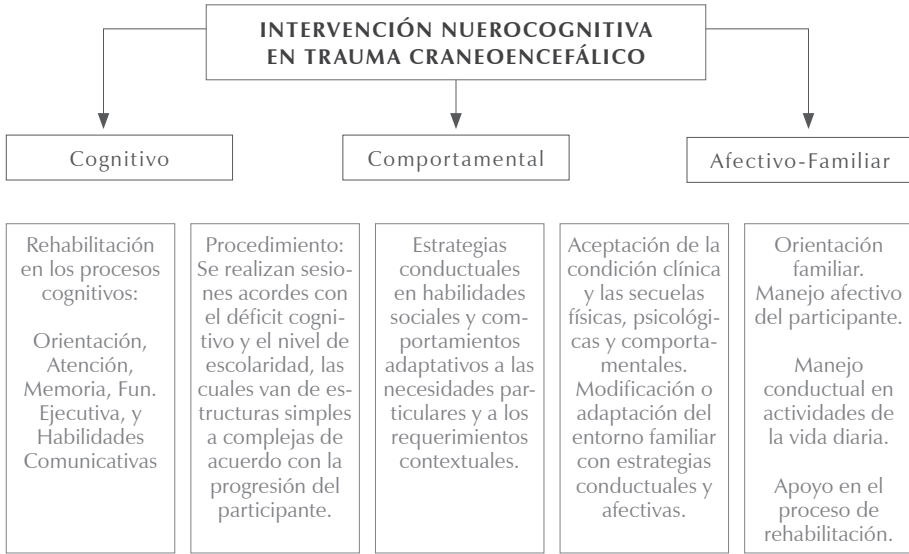 INTERVENCIÓN NUEROCOGNITIVA
EN TRAUMA CRANEOENCEFÁLICO
Cognitivo
Comportamental
Afectivo-Familiar
Rehabilitación
en los procesos
cognitivos:
Orientación,
Atención,
Memoria, Fun.
Ejecutiva, y
Habilidades
Comunicativas
Procedimiento:
Se realizan sesio-
nes acordes con
el déficit cogni-
tivo y el nivel de
escolaridad, las
cuales van de es-
tructuras simples
a complejas de
acuerdo con la
progresión del
participante.
Estrategias
conductuales
en habilidades
sociales y com-
portamientos
adaptativos a las
necesidades par-
ticulares y a los
requerimientos
contextuales.
Aceptación de la
condición clínica
y las secuelas
físicas, psicológi-
cas y comporta-
mentales.
Modificación o
adaptación del
entorno familiar
con estrategias
conductuales y
afectivas.
Orientación
familiar.
Manejo afectivo
del participante.
Manejo
conductual en
actividades de
la vida diaria.
Apoyo en el
proceso de
rehabilitación.